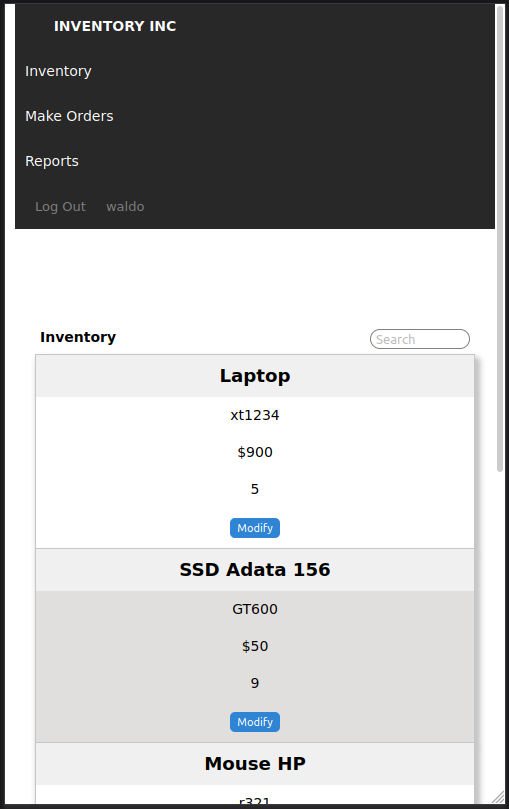 INVENTORY INC
Inventory
Make Orders
Reports
Log Out waldo
Inventory Search
Laptop
xt1234
$900
5
Modify
SSD Adata 156
GT600
$50
9
Modify
Mouse HP
r321